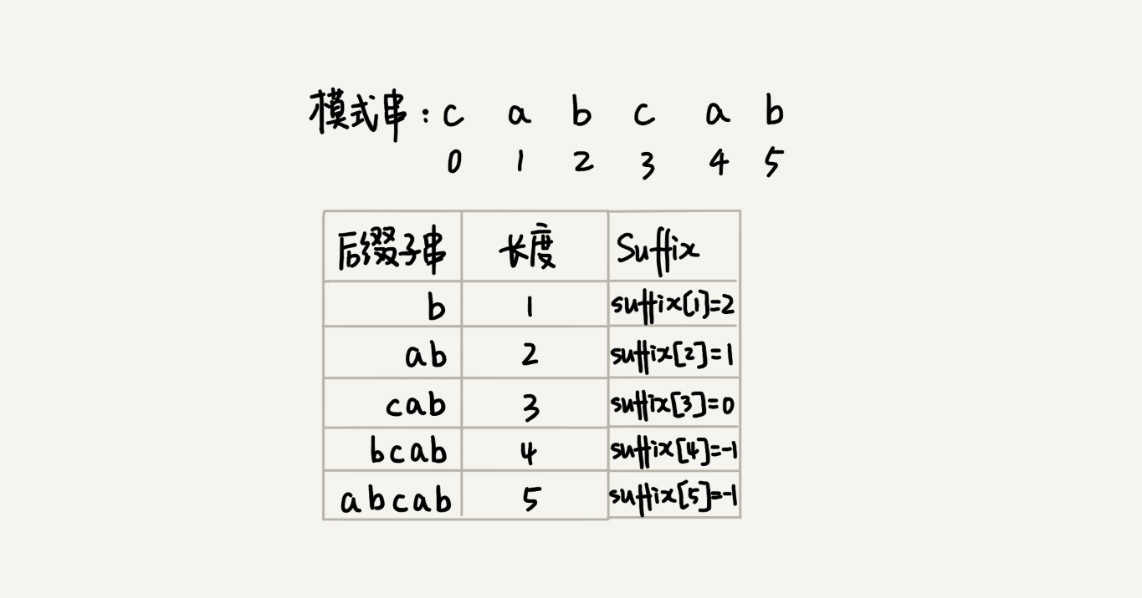 模式串: c a b c a b
0 1 2 3 4 5
后缀子串 长度 Suffix
b 1 suffix[1]=2
ab 2 suffix[2]=1
cab 3 suffix[3]=0
bcab 4 suffix[4]=-1
abcab 5 suffix[5]=-1